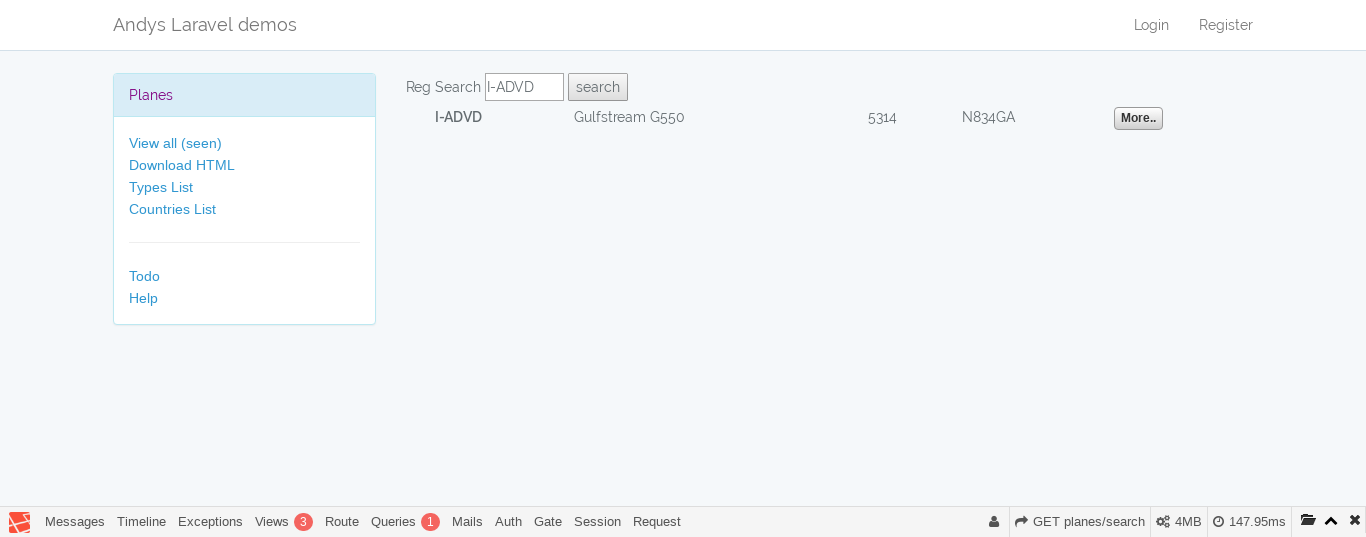 Andys Laravel demos Login Register
Planes
View all (seen)
Download HTML
Types List
Countries List
Todo
Help
Reg Search I-ADVD search
I-ADVD Gulfstream G550 5314 N834GA More..
Messages Timeline Exceptions Views 3 Route Queries 1 Mails Auth Gate Session Request GET planes/search 4MB 147.95ms